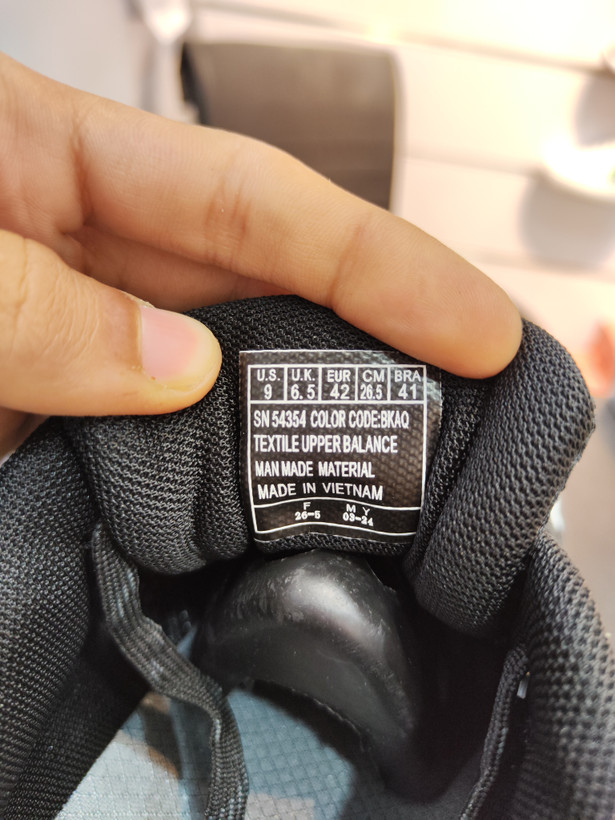 U.S. U.K. EUR CM BRA
9 6.5 42 26.5 41
SN 54354 COLOR CODE:BKAQ
TEXTILE UPPER BALANCE
MAN MADE MATERIAL
MADE IN VIETNAM
F M Y
26-5 03-24